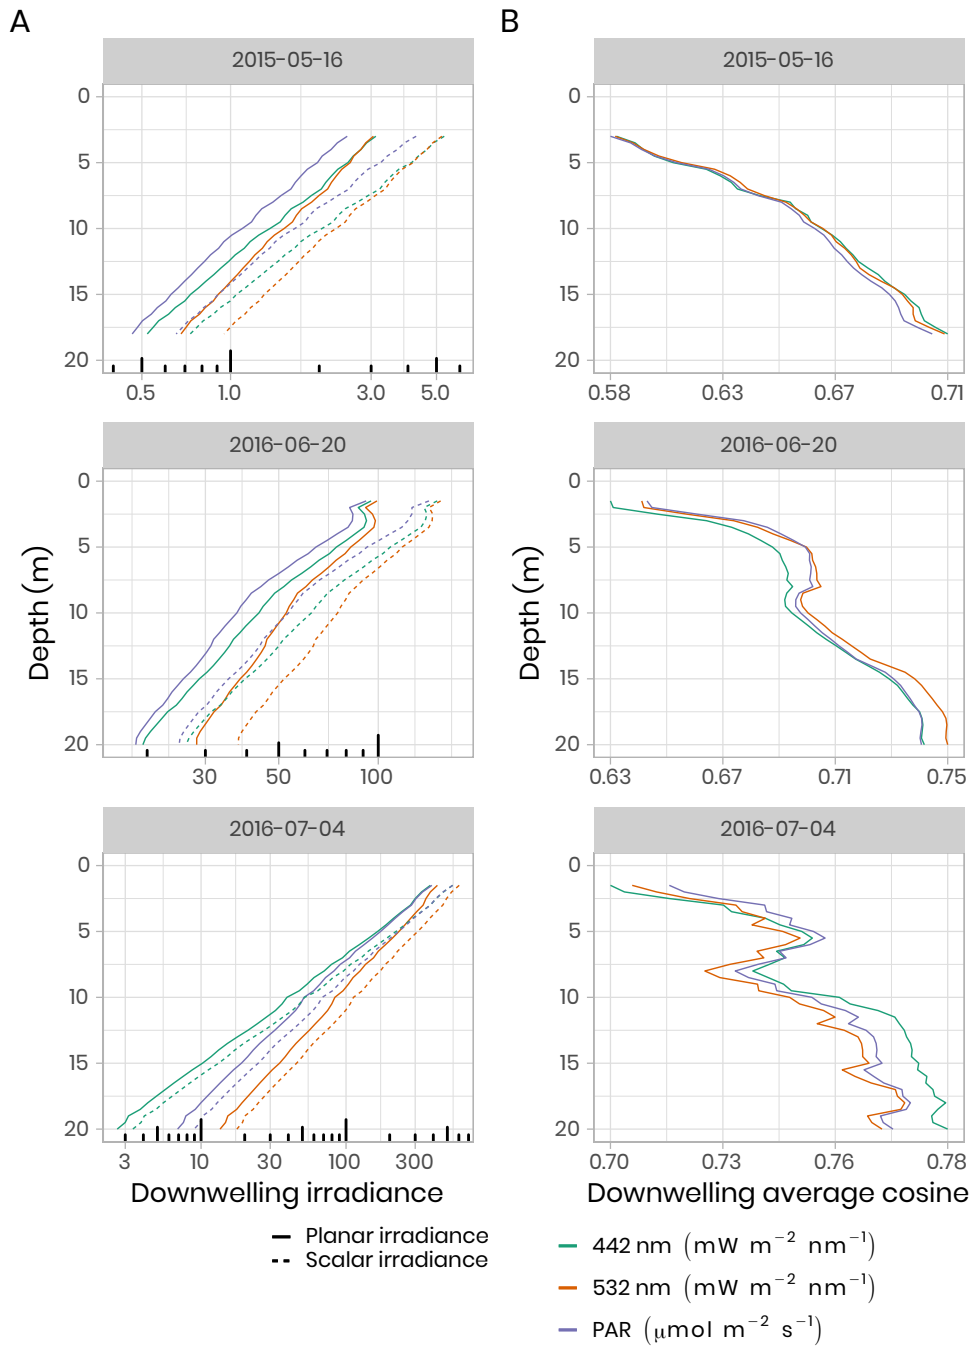 A
B
2015-05-16
2015-05-16
0
5
10
15
20
0.5 1.0 3.0 5.0
0
5
10
15
20
0.58 0.63 0.67 0.71
2016-06-20
2016-06-20
Depth (m)
0
5
10
15
20
30 50 100
Depth (m)
0
5
10
15
20
0.63 0.67 0.71 0.75
2016-07-04
2016-07-04
0
5
10
15
20
3 10 30 100 300
0
5
10
15
20
0.70 0.73 0.76 0.78
Downwelling irradiance
Downwelling average cosine
Planar irradiance
Scalar irradiance
442 nm (mW m⁻² nm⁻¹)
532 nm (mW m⁻² nm⁻¹)
PAR (μmol m⁻² s⁻¹)